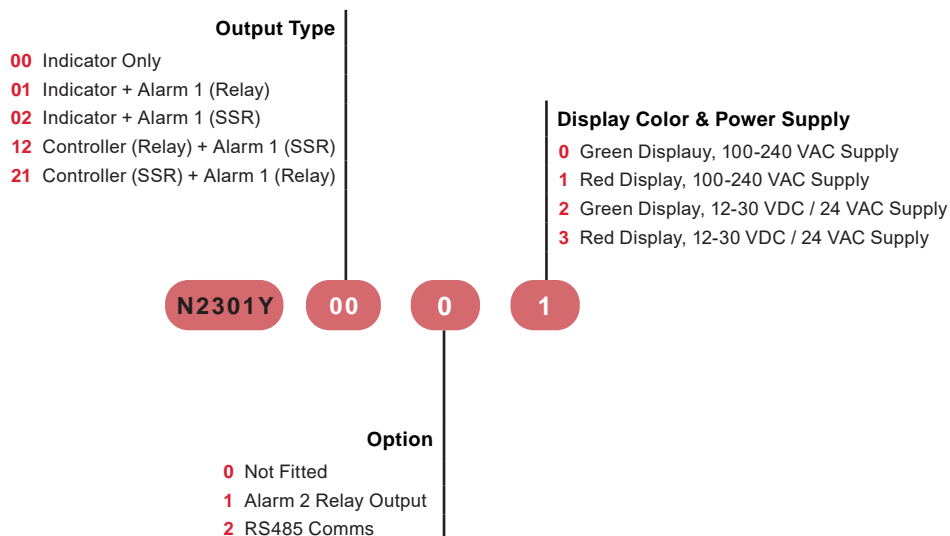 Output Type
00 Indicator Only
01 Indicator + Alarm 1 (Relay)
02 Indicator + Alarm 1 (SSR)
12 Controller (Relay) + Alarm 1 (SSR)
21 Controller (SSR) + Alarm 1 (Relay)
Display Color & Power Supply
0 Green Displauy, 100-240 VAC Supply
1 Red Display, 100-240 VAC Supply
2 Green Display, 12-30 VDC / 24 VAC Supply
3 Red Display, 12-30 VDC / 24 VAC Supply
N2301Y 00 0 1
Option
0 Not Fitted
1 Alarm 2 Relay Output
2 RS485 Comms